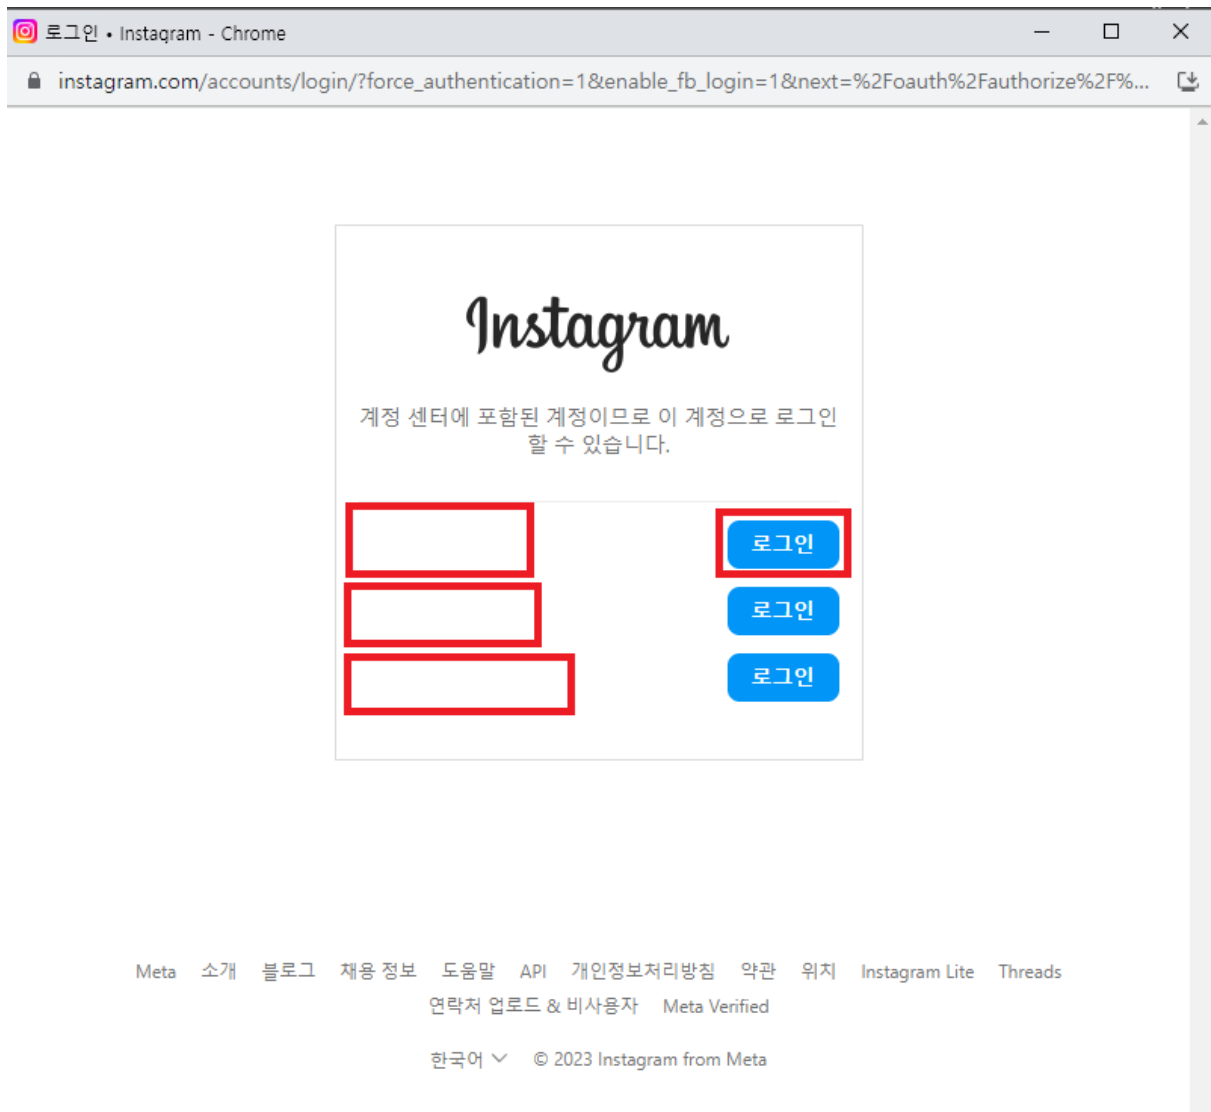 로그인 • Instagram - Chrome
instagram.com/accounts/login/?force_authentication=1&enable_fb_login=1&next=%2Foauth%2Fauthorize%2F%...
Instagram
계정 센터에 포함된 계정이므로 이 계정으로 로그인
할 수 있습니다.
로그인
로그인
로그인
Meta 소개 블로그 채용 정보 도움말 API 개인정보처리방침 약관 위치 Instagram Lite Threads
연락처 업로드 & 비사용자 Meta Verified
한국어 © 2023 Instagram from Meta